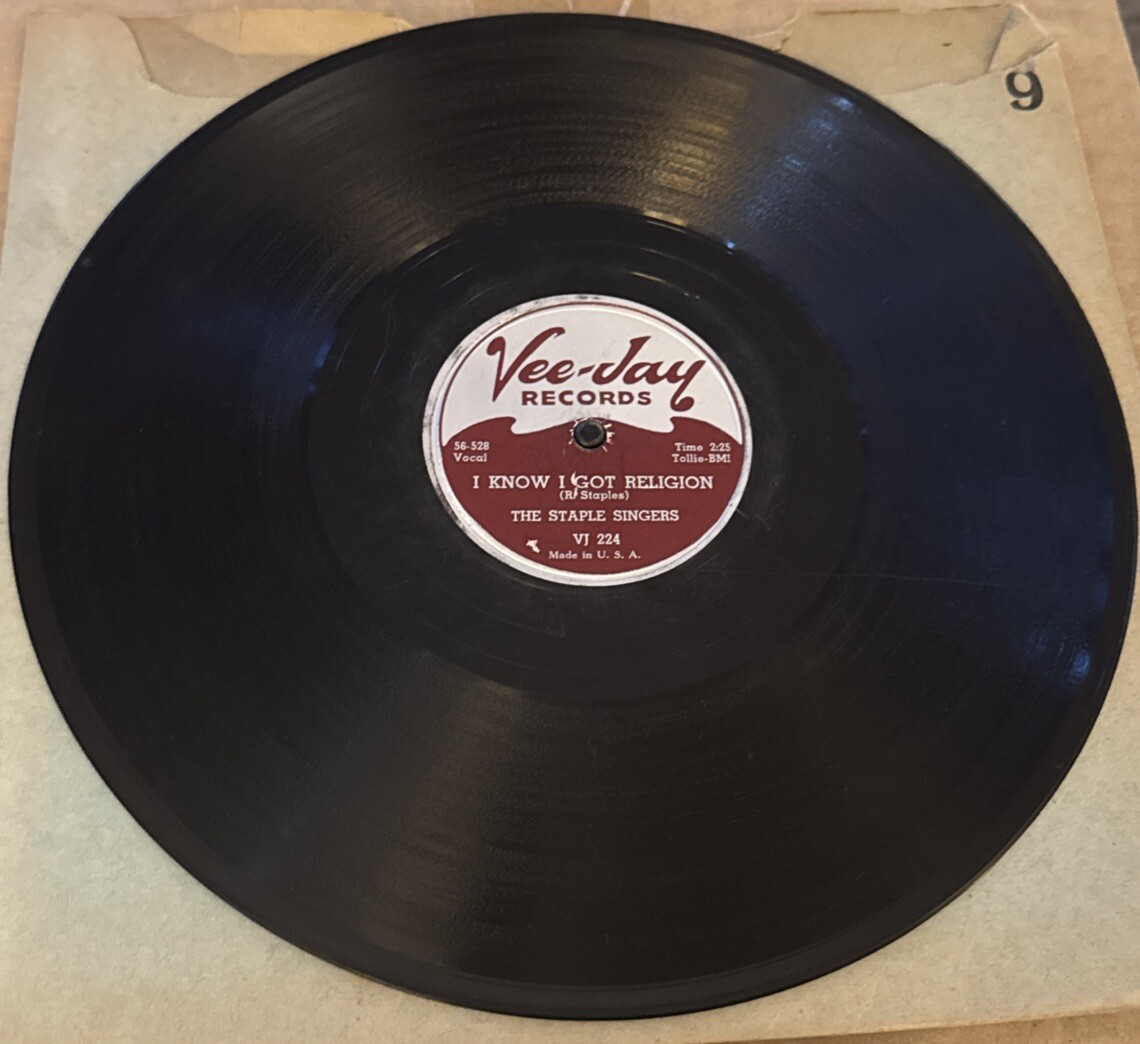 9
Vee-Jay
RECORDS
56-528
Vocal
Time 2:25
Tollie-BMI
I KNOW I GOT RELIGION
(R. Staples)
THE STAPLE SINGERS
VJ 224
Made in U. S. A.